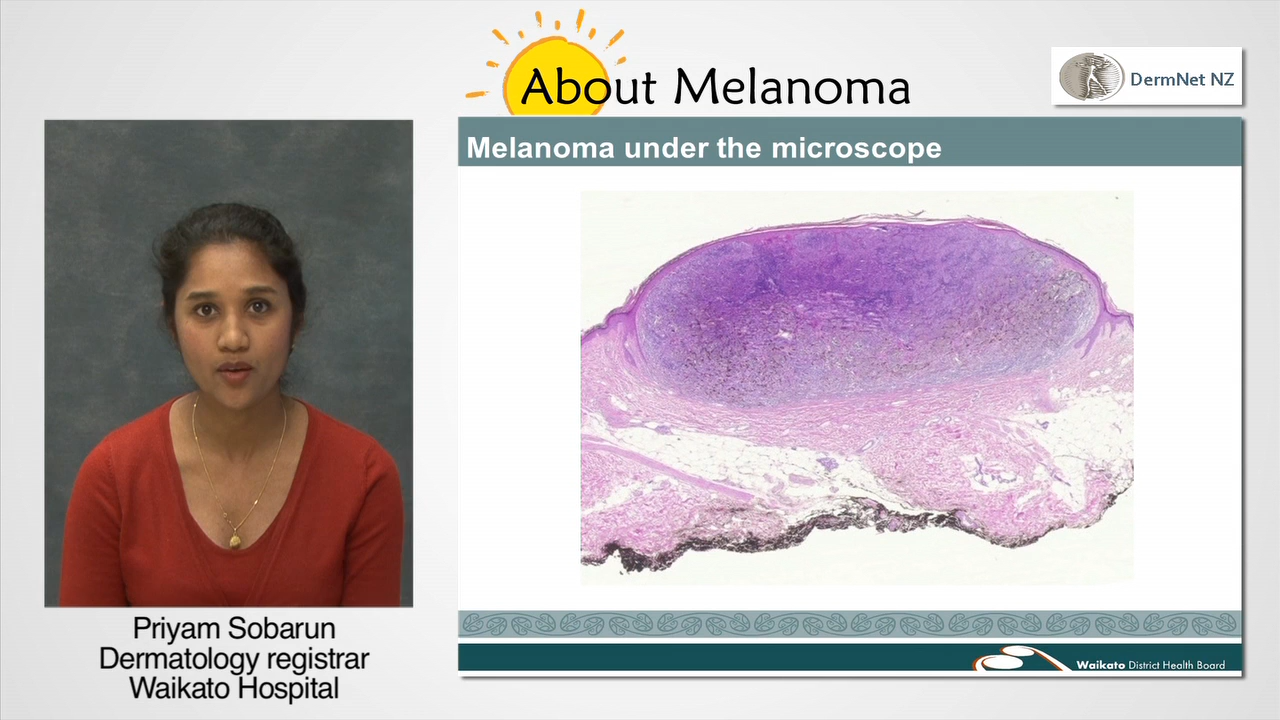 About Melanoma
DermNet NZ
Melanoma under the microscope
Priyam Sobarun
Dermatology registrar
Waikato Hospital
Waikato District Health Board